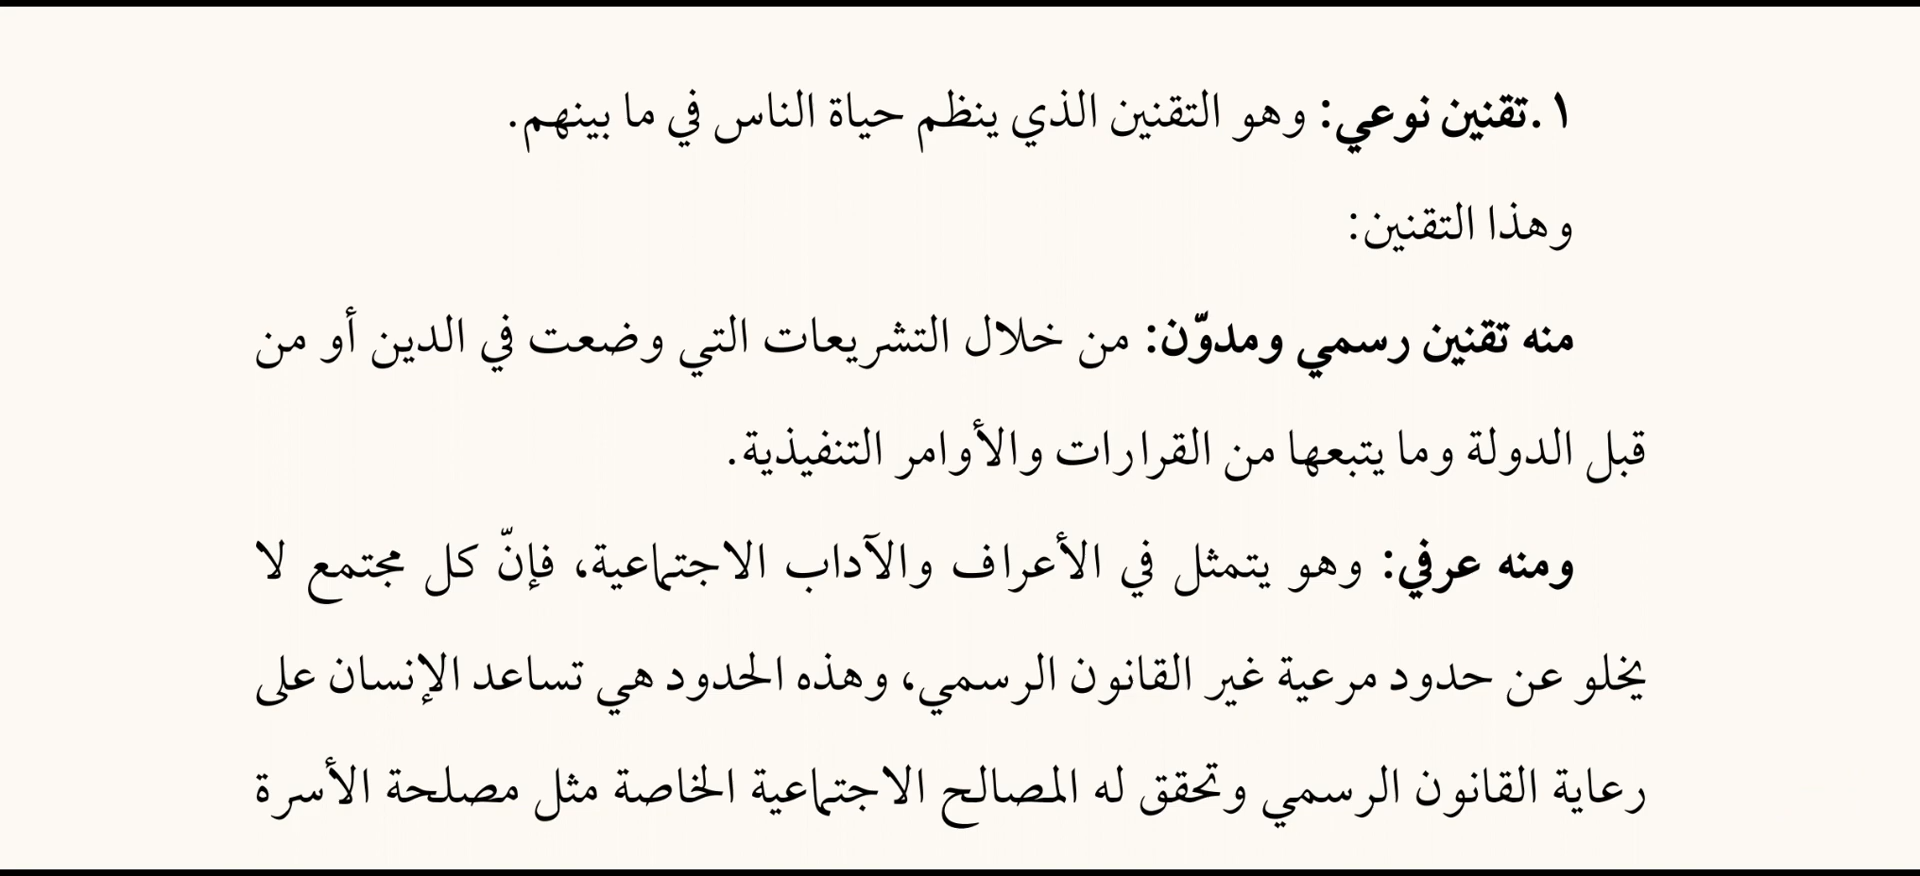 ١.تقنين نوعي: وهو التقنين الذي ينظم حياة الناس في ما بينهم.
وهذا التقنين:
منه تقنين رسمي ومدوّن: من خلال التشريعات التي وضعت في الدين أو من
قبل الدولة وما يتبعها من القرارات والأوامر التنفيذية.
ومنه عرفي: وهو يتمثل في الأعراف والآداب الاجتماعية، فإنّ كل مجتمع لا
يخلو عن حدود مرعية غير القانون الرسمي، وهذه الحدود هي تساعد الإنسان على
رعاية القانون الرسمي وتحقق له المصالح الاجتماعية الخاصة مثل مصلحة الأسرة